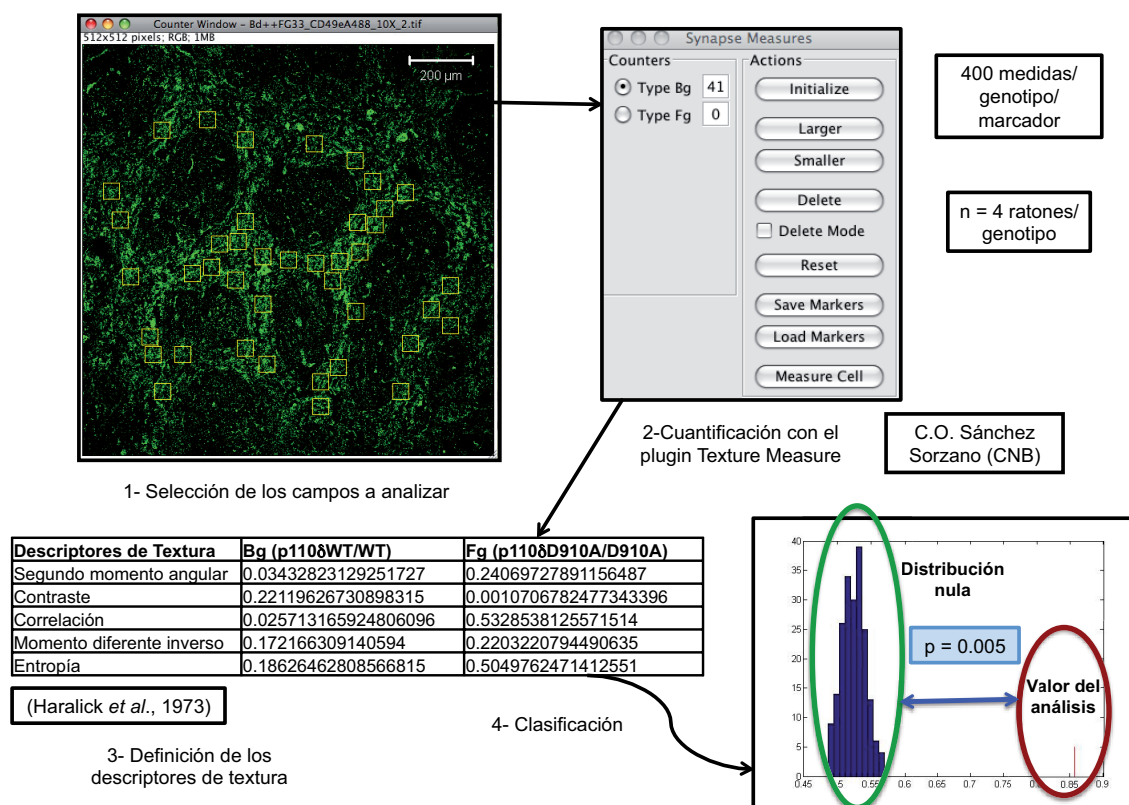 Counter Window - Bd++FG33_CD49eA488_10X_2.tif
512x512 pixels; RGB; 1MB
200 µm
Synapse Measures
Counters
Type Bg 41
Type Fg 0
Actions
Initialize
Larger
Smaller
Delete
Delete Mode
Reset
Save Markers
Load Markers
Measure Cell
400 medidas/
genotipo/
marcador
n = 4 ratones/
genotipo
1- Selección de los campos a analizar
2-Cuantificación con el
plugin Texture Measure
C.O. Sánchez
Sorzano (CNB)
Descriptores de Textura Bg (p110δWT/WT) Fg (p110δD910A/D910A)
Segundo momento angular 0.03432823129251727 0.24069727891156487
Contraste 0.22119626730898315 0.0010706782477343396
Correlación 0.025713165924806096 0.5328538125571514
Momento diferente inverso 0.172166309140594 0.2203220794490635
Entropía 0.18626462808566815 0.5049762471412551
(Haralick et al., 1973)
3- Definición de los
descriptores de textura
4- Clasificación
40
35
30
25
20
15
10
5
0
0.45 0.5 0.55 0.6 0.65 0.7 0.75 0.8 0.85 0.9
Distribución
nula
p = 0.005
Valor del
análisis